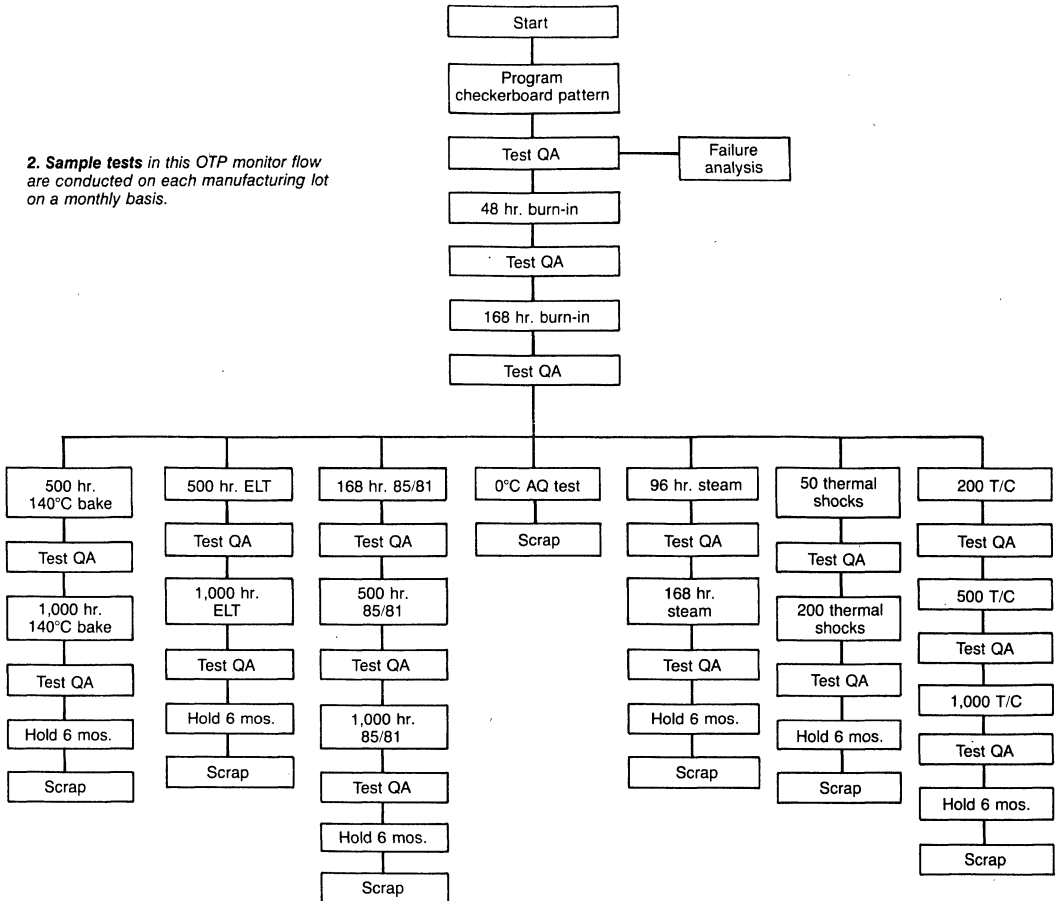 Start
Program
checkerboard pattern
2. Sample tests in this OTP monitor flow
are conducted on each manufacturing lot
on a monthly basis.
Test QA
Failure
analysis
48 hr. burn-in
Test QA
168 hr. burn-in
Test QA
500 hr.
140°C bake
Test QA
1,000 hr.
140°C bake
Test QA
Hold 6 mos.
Scrap
500 hr. ELT
Test QA
1,000 hr.
ELT
Test QA
Hold 6 mos.
Scrap
168 hr. 85/81
Test QA
500 hr.
85/81
Test QA
1,000 hr.
85/81
Test QA
Hold 6 mos.
Scrap
0°C AQ test
Scrap
96 hr. steam
Test QA
168 hr.
steam
Test QA
Hold 6 mos.
Scrap
50 thermal
shocks
Test QA
200 thermal
shocks
Test QA
Hold 6 mos.
Scrap
200 T/C
Test QA
500 T/C
Test QA
1,000 T/C
Test QA
Hold 6 mos.
Scrap